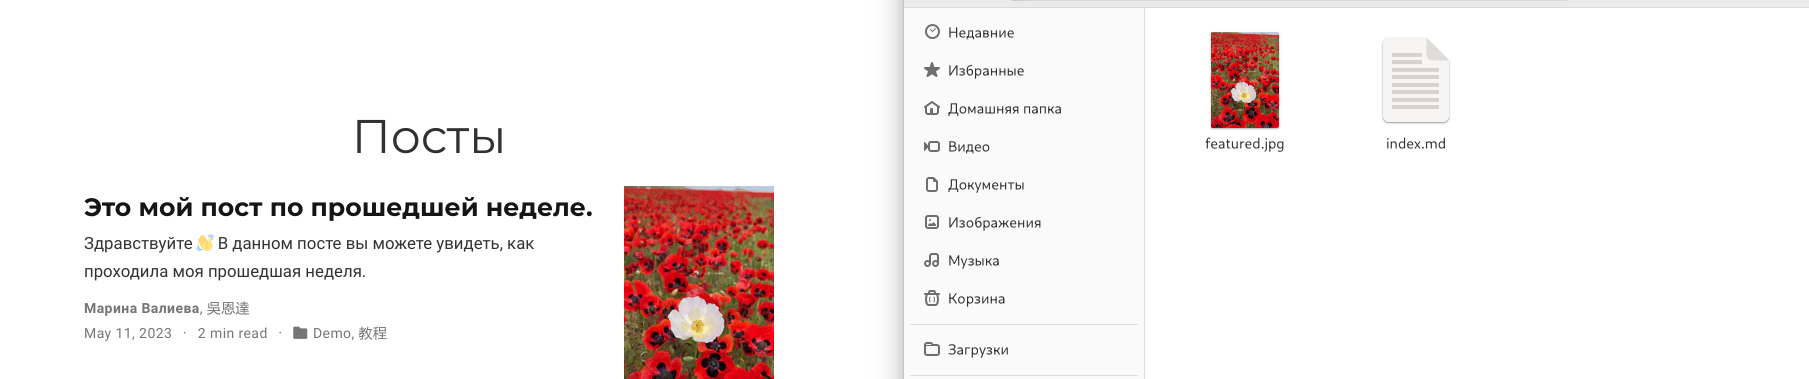 Посты
Это мой пост по прошедшей неделе.
Здравствуйте 👋 В данном посте вы можете увидеть, как
проходила моя прошедшая неделя.
Марина Валиева, 吳恩達
May 11, 2023 · 2 min read · Demo, 教程
Недавние
Избранные
Домашняя папка
Видео
Документы
Изображения
Музыка
Корзина
Загрузки
featured.jpg
index.md